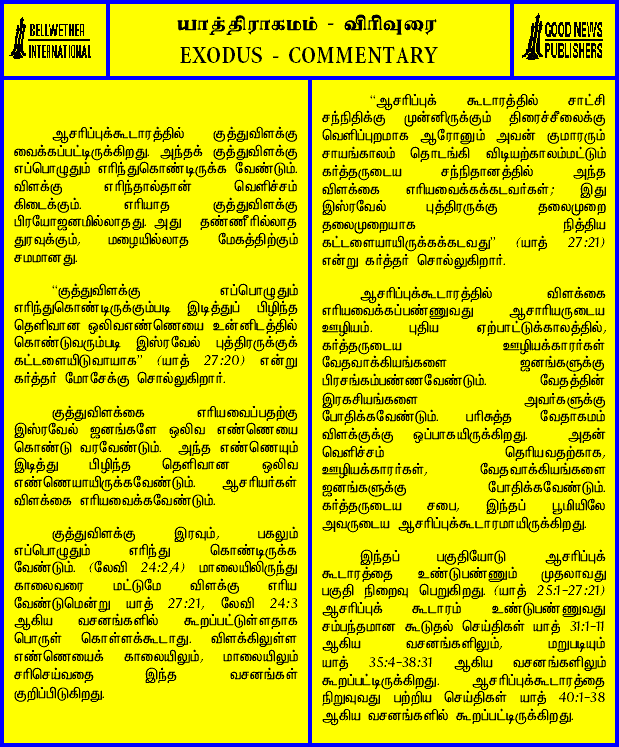 BELLWETHER
INTERNATIONAL
யாத்திராகமம் - விரிவுரை
EXODUS - COMMENTARY
GOOD NEWS
PUBLISHERS
ஆசரிப்புக்கூடாரத்தில் குத்துவிளக்கு
வைக்கப்பட்டிருக்கிறது. அந்தக் குத்துவிளக்கு
எப்பொழுதும் எரிந்துகொண்டிருக்க வேண்டும்.
விளக்கு எரிந்தால்தான் வெளிச்சம்
கிடைக்கும். எரியாத குத்துவிளக்கு
பிரயோஜனமில்லாதது. அது தண்ணீரில்லாத
துரவுக்கும், மழையில்லாத மேகத்திற்கும்
சமமானது.
“குத்துவிளக்கு எப்பொழுதும்
எரிந்துகொண்டிருக்கும்படி இடித்துப் பிழிந்த
தெளிவான ஒலிவஎண்ணெயை உன்னிடத்தில்
கொண்டுவரும்படி இஸ்ரவேல் புத்திரருக்குக்
கட்டளையிடுவாயாக” (யாத் 27:20) என்று
கர்த்தர் மோசேக்கு சொல்லுகிறார்.
குத்துவிளக்கை எரியவைப்பதற்கு
இஸ்ரவேல் ஜனங்களே ஒலிவ எண்ணெயை
கொண்டு வரவேண்டும். அந்த எண்ணெயும்
இடித்து பிழிந்த தெளிவான ஒலிவ
எண்ணெயாயிருக்கவேண்டும். ஆசரியர்கள்
விளக்கை எரியவைக்கவேண்டும்.
குத்துவிளக்கு இரவும், பகலும்
எப்பொழுதும் எரிந்து கொண்டிருக்க
வேண்டும். (லேவி 24:2,4) மாலையிலிருந்து
காலைவரை மட்டுமே விளக்கு எரிய
வேண்டுமென்று யாத் 27:21, லேவி 24:3
ஆகிய வசனங்களில் கூறப்பட்டுள்ளதாக
பொருள் கொள்ளக்கூடாது. விளக்கிலுள்ள
எண்ணெயைக் காலையிலும், மாலையிலும்
சரிசெய்வதை இந்த வசனங்கள்
குறிப்பிடுகிறது.
“ஆசரிப்புக் கூடாரத்தில் சாட்சி
சந்நிதிக்கு முன்னிருக்கும் திரைச்சீலைக்கு
வெளிப்புறமாக ஆரோனும் அவன் குமாரரும்
சாயங்காலம் தொடங்கி விடியற்காலம்மட்டும்
கர்த்தருடைய சந்நிதானத்தில் அந்த
விளக்கை எரியவைக்கக்கடவர்கள்; இது
இஸ்ரவேல் புத்திரருக்கு தலைமுறை
தலைமுறையாக நித்திய
கட்டளையாயிருக்கக்கடவது” (யாத் 27:21)
என்று கர்த்தர் சொல்லுகிறார்.
ஆசரிப்புக்கூடாரத்தில் விளக்கை
எரியவைக்கப்பண்ணுவது ஆசாரியருடைய
ஊழியம். புதிய ஏற்பாட்டுக்காலத்தில்,
கர்த்தருடைய ஊழியக்காரர்கள்
வேதவாக்கியங்களை ஜனங்களுக்கு
பிரசங்கம்பண்ணவேண்டும். வேதத்தின்
இரகசியங்களை அவர்களுக்கு
போதிக்கவேண்டும். பரிசுத்த வேதாகமம்
விளக்குக்கு ஒப்பாகயிருக்கிறது. அதன்
வெளிச்சம் தெரியவதற்காக,
ஊழியக்காரர்கள், வேதவாக்கியங்களை
ஜனங்களுக்கு போதிக்கவேண்டும்.
கர்த்தருடைய சபை, இந்தப் பூமியிலே
அவருடைய ஆசரிப்புக்கூடாரமாயிருக்கிறது.
இந்தப் பகுதியோடு ஆசரிப்புக்
கூடாரத்தை உண்டுபண்ணும் முதலாவது
பகுதி நிறைவு பெறுகிறது. (யாத் 25:1-27:21)
ஆசரிப்புக் கூடாரம் உண்டுபண்ணுவது
சம்பந்தமான கூடுதல் செய்திகள் யாத் 31:1-11
ஆகிய வசனங்களிலும், மறுபடியும்
யாத் 35:4-38:31 ஆகிய வசனங்களிலும்
கூறப்பட்டிருக்கிறது. ஆசரிப்புக்கூடாரத்தை
நிறுவுவது பற்றிய செய்திகள் யாத் 40:1-38
ஆகிய வசனங்களில் கூறப்பட்டிருக்கிறது.